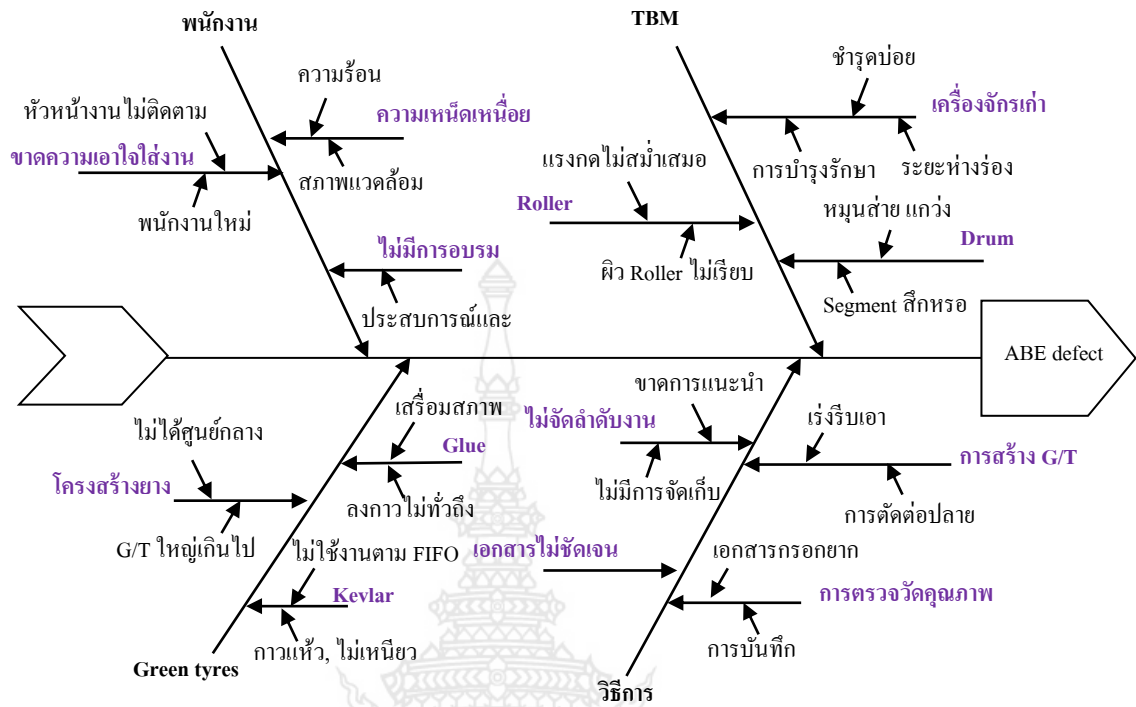 พนักงาน
TBM
ความร้อน
ชำรุดบ่อย
หัวหน้างานไม่ติดตาม
ความเหน็ดเหนื่อย
เครื่องจักรเก่า
ขาดความเอาใจใส่งาน
แรงกดไม่สม่ำเสมอ
การบำรุงรักษา
ระยะห่างร่อง
สภาพแวดล้อม
พนักงานใหม่
Roller
หมุนส่าย แกว่ง
Drum
ไม่มีการอบรม
ผิว Roller ไม่เรียบ
Segment สึกหรอ
ประสบการณ์และ
ABE defect
เสื่อมสภาพ
ขาดการแนะนำ
ไม่ได้ศูนย์กลาง
Glue
ไม่จัดลำดับงาน
เร่งรีบเอา
โครงสร้างยาง
การสร้าง G/T
ลงกาวไม่ทั่วถึง
ไม่มีการจัดเก็บ
การตัดต่อปลาย
G/T ใหญ่เกินไป
ไม่ใช้งานตาม FIFO
เอกสารไม่ชัดเจน
เอกสารกรอกยาก
Kevlar
การตรวจวัดคุณภาพ
กาวแห้ว, ไม่เหนียว
การบันทึก
Green tyres
วิธีการ